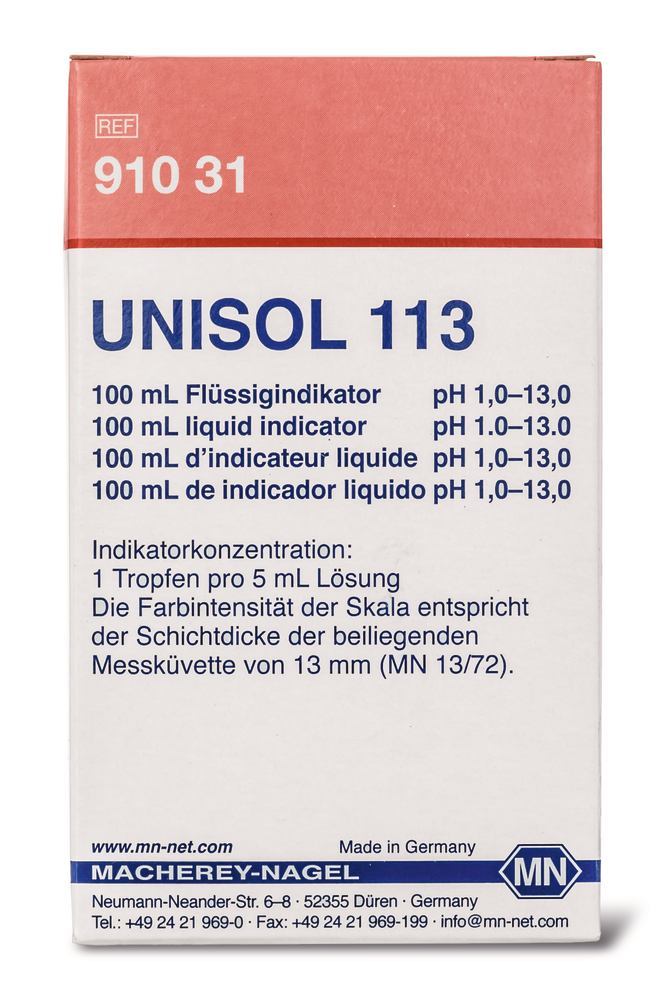 REF
910 31
UNISOL 113
100 mL Flüssigindikator pH 1,0–13,0
100 mL liquid indicator pH 1.0–13.0
100 mL d’indicateur liquide pH 1,0–13,0
100 mL de indicador liquido pH 1,0–13,0
Indikatorkonzentration:
1 Tropfen pro 5 mL Lösung
Die Farbintensität der Skala entspricht
der Schichtdicke der beiliegenden
Messküvette von 13 mm (MN 13/72).
www.mn-net.com Made in Germany
MACHEREY-NAGEL MN
Neumann-Neander-Str. 6–8 · 52355 Düren · Germany
Tel.: +49 24 21 969-0 · Fax: +49 24 21 969-199 · info@mn-net.com